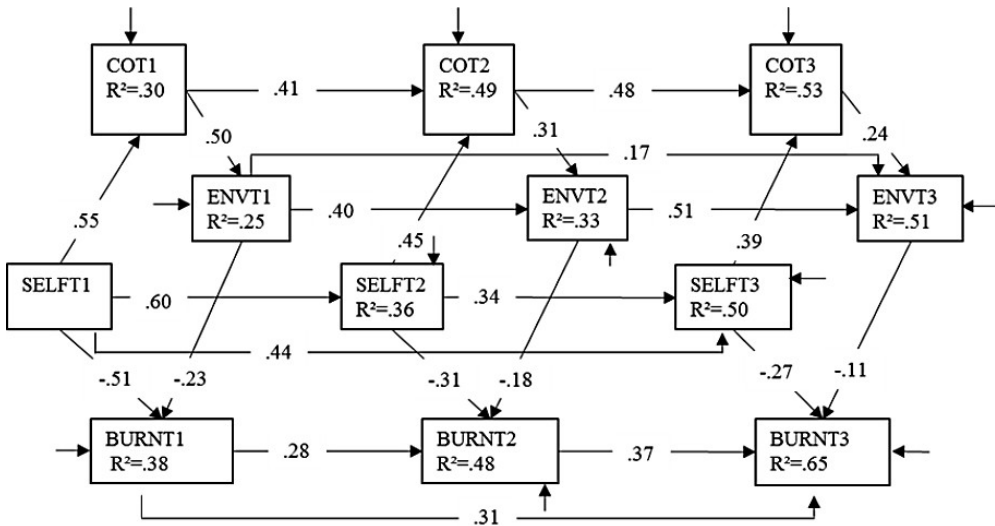 COT1
R²=.30
.41
COT2
R²=.49
.48
COT3
R²=.53
.50
.31
.24
.17
ENVT1
R²=.25
.40
ENVT2
R²=.33
.51
ENVT3
R²=.51
.55
.45
.39
SELFT1
.60
SELFT2
R²=.36
.34
SELFT3
R²=.50
.44
-.51
-.23
-.31
-.18
-.27
-.11
BURNT1
R²=.38
.28
BURNT2
R²=.48
.37
BURNT3
R²=.65
.31